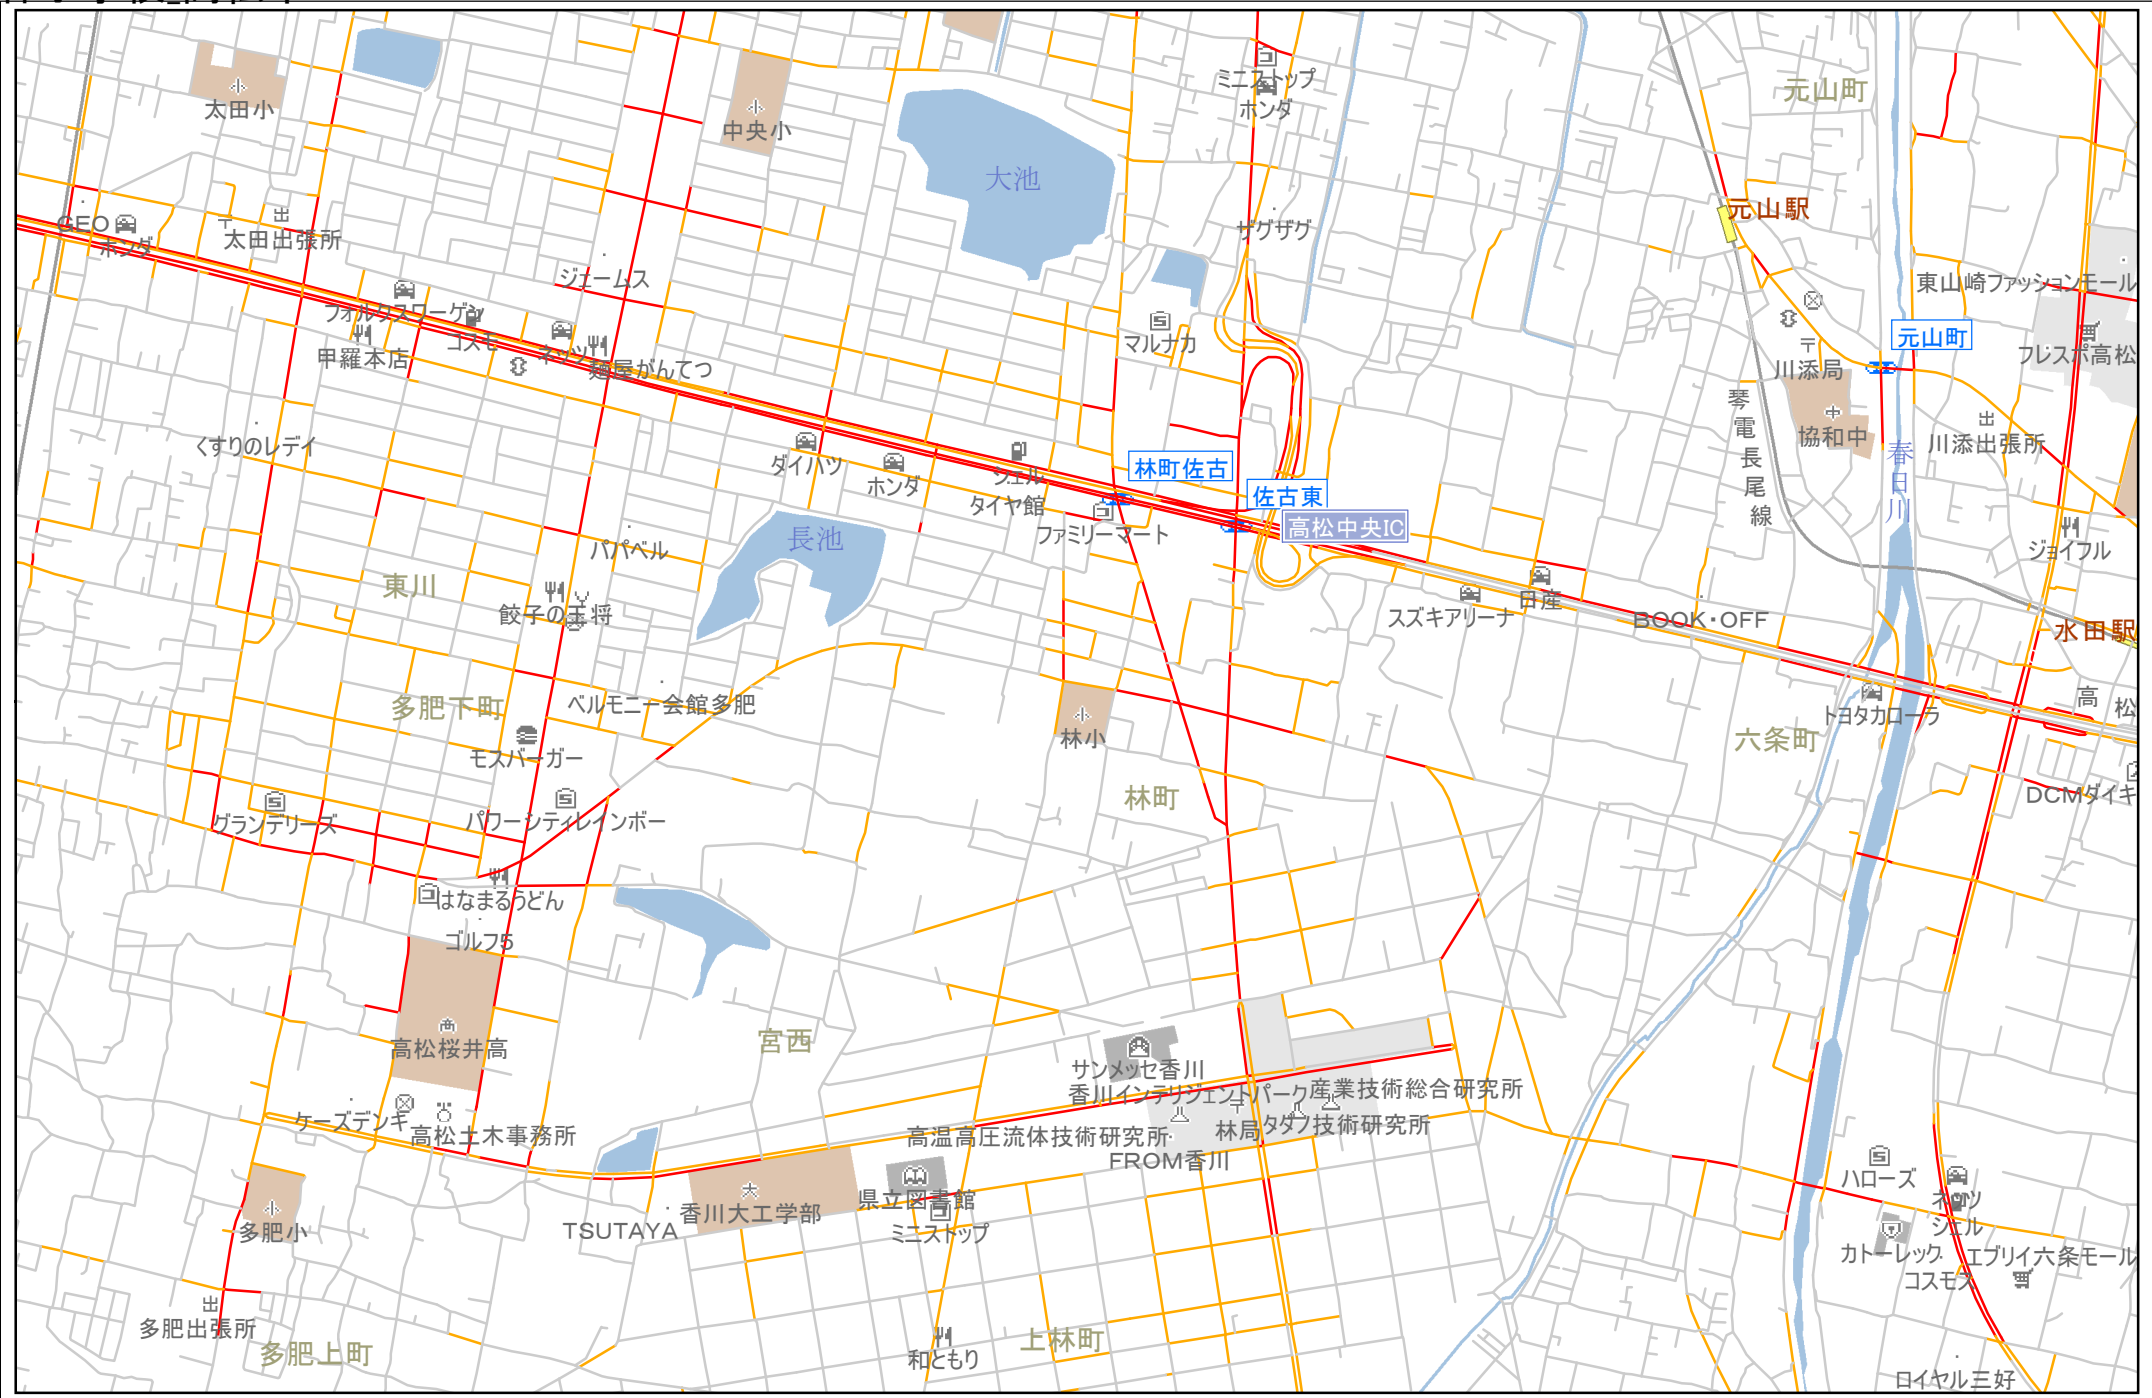 太田小
中央小
ミニストップ
ホンダ
元山町
大池
元山駅
GEO
ホンダ
太田出張所
ザグザグ
ジェームス
東山崎ファッションモール
フォルクスワーゲン
コスモ
甲羅本店
ネッツ
麺屋がんてつ
マルナカ
元山町
川添局
フレスポ高松
琴電長尾線
協和中
川添出張所
春日川
くすりのレデイ
ダイハツ
ホンダ
シェル
タイヤ館
林町佐古
佐古東
高松中央IC
ファミリーマート
長池
パパベル
ジョイフル
東川
餃子の王将
スズキアリーナ
日産
BOOK・OFF
水田駅
多肥下町
ベルモニー会館多肥
林小
トヨタカローラ
高松
六条町
モスバーガー
林町
DCMダイキ
グランデリーズ
パワーシティレインボー
はなまるうどん
ゴルフ5
高松桜井高
宮西
サンメッセ香川
香川インテリジェントパーク
産業技術総合研究所
ケーズデンキ
高松土木事務所
高温高圧流体技術研究所
林局
タダノ技術研究所
FROM香川
ハローズ
多肥小
TSUTAYA
香川大工学部
県立図書館
ミニストップ
ネッツ
シェル
カトーレック
エブリイ六条モール
コスモス
多肥出張所
多肥上町
和ともり
上林町
ロイヤル三好